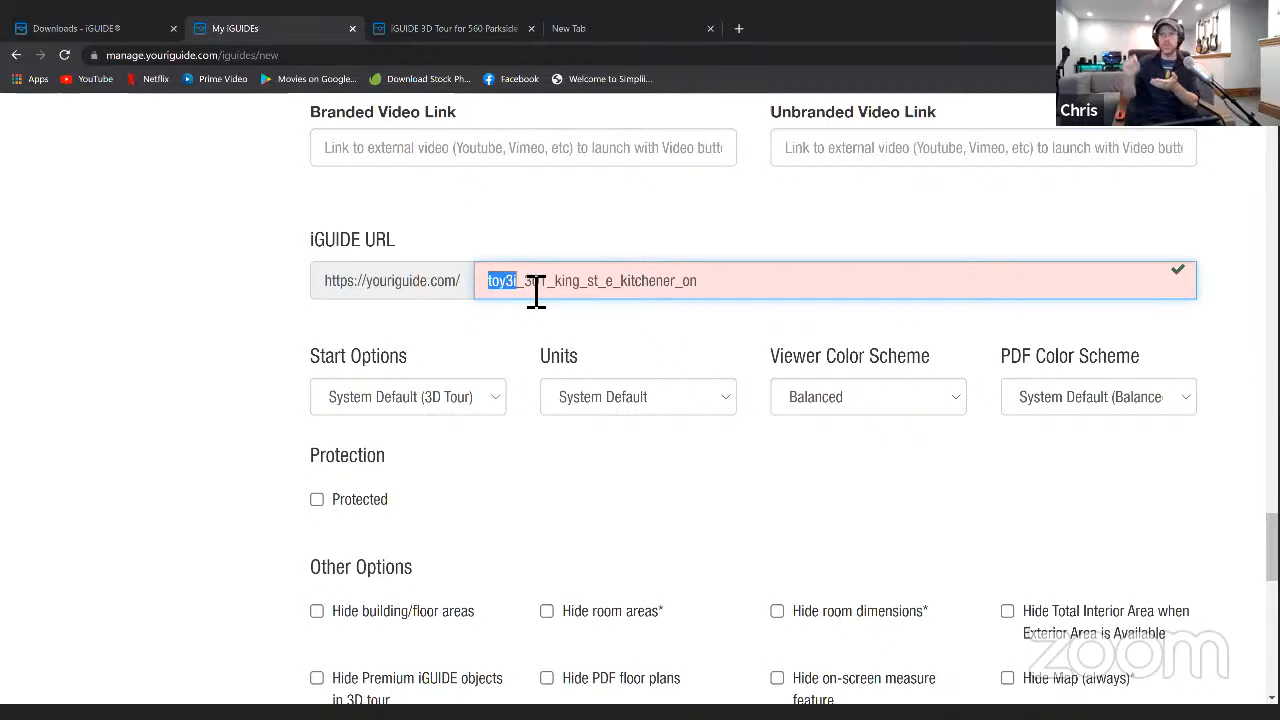 Downloads - iGUIDE®
My iGUIDEs
iGUIDE 3D Tour for 560 Parkside
New Tab
manage.youriguide.com/iguides/new
Apps
YouTube
Netflix
Prime Video
Movies on Google...
Download Stock Ph...
Facebook
Welcome to Simpli...
Chris
Branded Video Link
Unbranded Video Link
Link to external video (Youtube, Vimeo, etc) to launch with Video butt
Link to external video (Youtube, Vimeo, etc) to launch with Video butt
iGUIDE URL
https://youriguide.com/
toy3i_301_king_st_e_kitchener_on
Start Options
Units
Viewer Color Scheme
PDF Color Scheme
System Default (3D Tour)
System Default
Balanced
System Default (Balance
Protection
Protected
Other Options
Hide building/floor areas
Hide room areas*
Hide room dimensions*
Hide Total Interior Area when
Exterior Area is Available
Hide Premium iGUIDE objects
in 3D tour
Hide PDF floor plans
Hide on-screen measure
feature
Hide Map (always)*
zoom